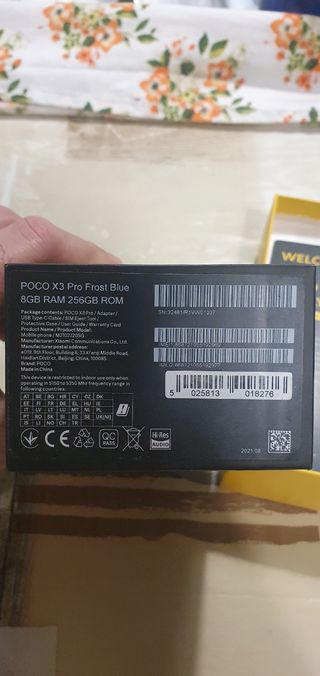 WELC
POCO X3 Pro Frost Blue
8GB RAM 256GB ROM
Package contents: POCO X3 Pro / Adapter /
USB Type-C Cable / SIM Eject Tool /
Protective Case / User Guide / Warranty Card
Product Name / Product Model:
Mobile phone / M2102J20SG
Manufacturer: Xiaomi Communications Co., Ltd.
Manufacturer postal address:
#019, 9th Floor, Building 6, 33 Xi'erqi Middle Road,
Haidian District, Beijing, China, 100085
Brand: POCO
Made in China
This device is restricted to indoor use only when
operating in 5150 to 5350 MHz frequency range in
following countries:
AT BE BG HR CY CZ DK
EE FI FR DE EL HU IE
IT LV LT LU MT NL PL
PT RO SK SI ES SE UK(NI)
IS LI NO CH TR
CE
QC
PASS
Hi-Res
AUDIO
5 025813 018276
2021.08